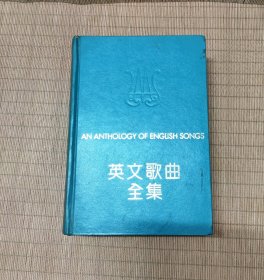 AN ANTHOLOGY OF ENGLISH SONGS
英文歌曲
全集